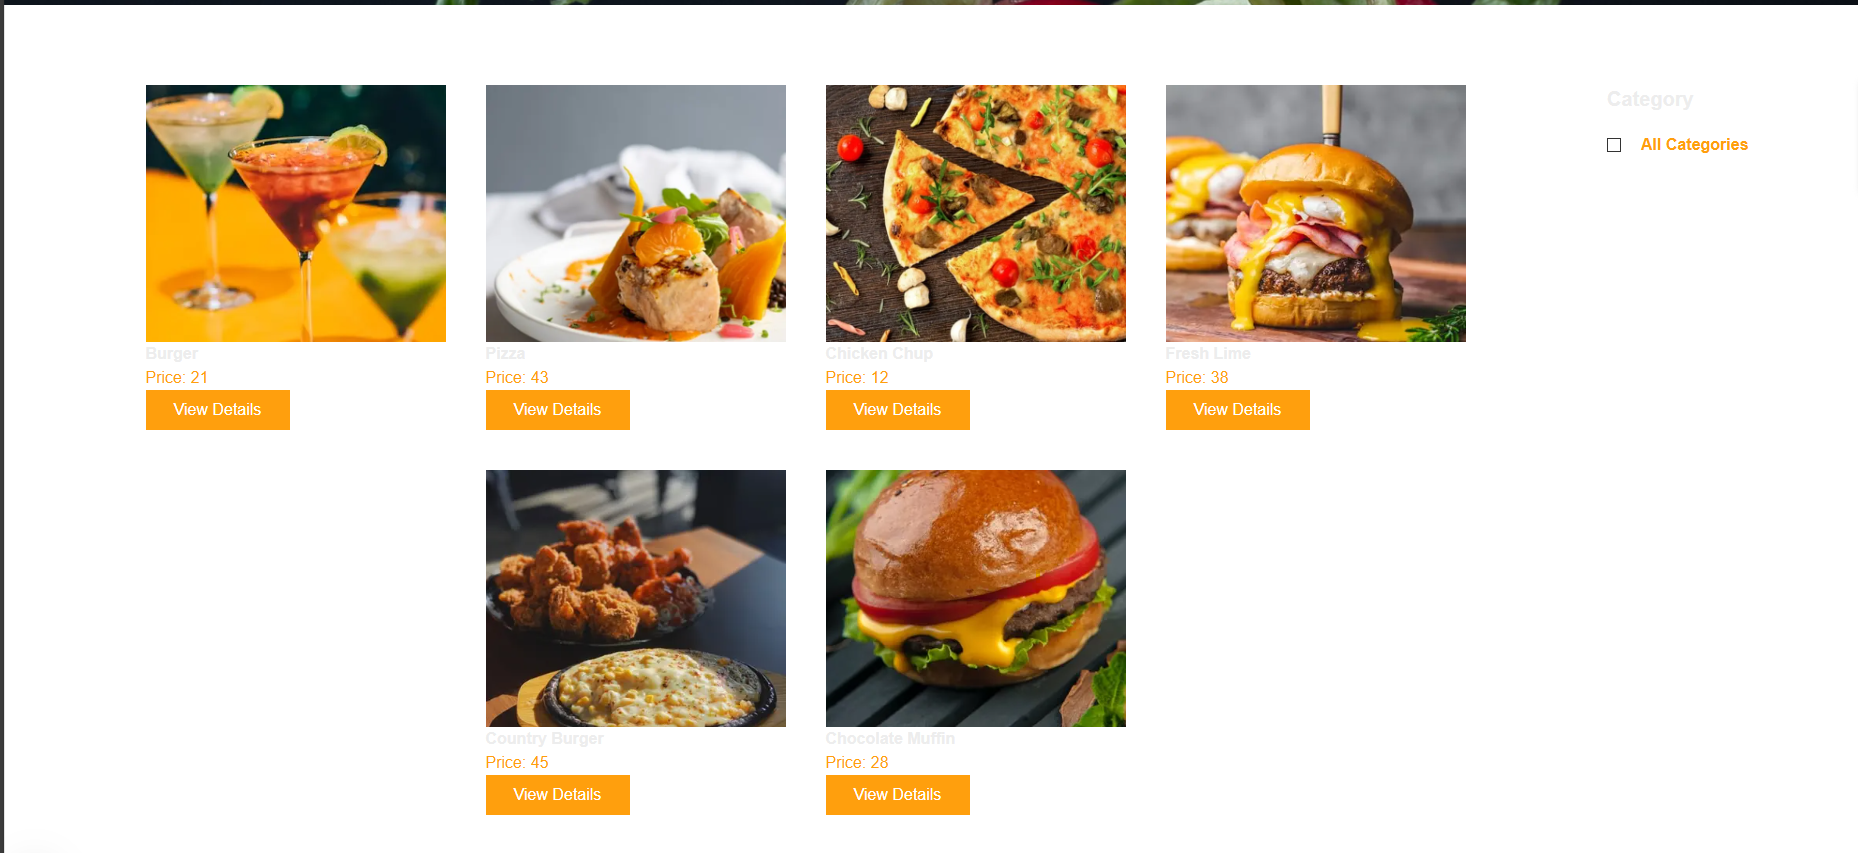 Category
All Categories
Burger
Price: 21
View Details
Pizza
Price: 43
View Details
Chicken Chup
Price: 12
View Details
Fresh Lime
Price: 38
View Details
Country Burger
Price: 45
View Details
Chocolate Muffin
Price: 28
View Details